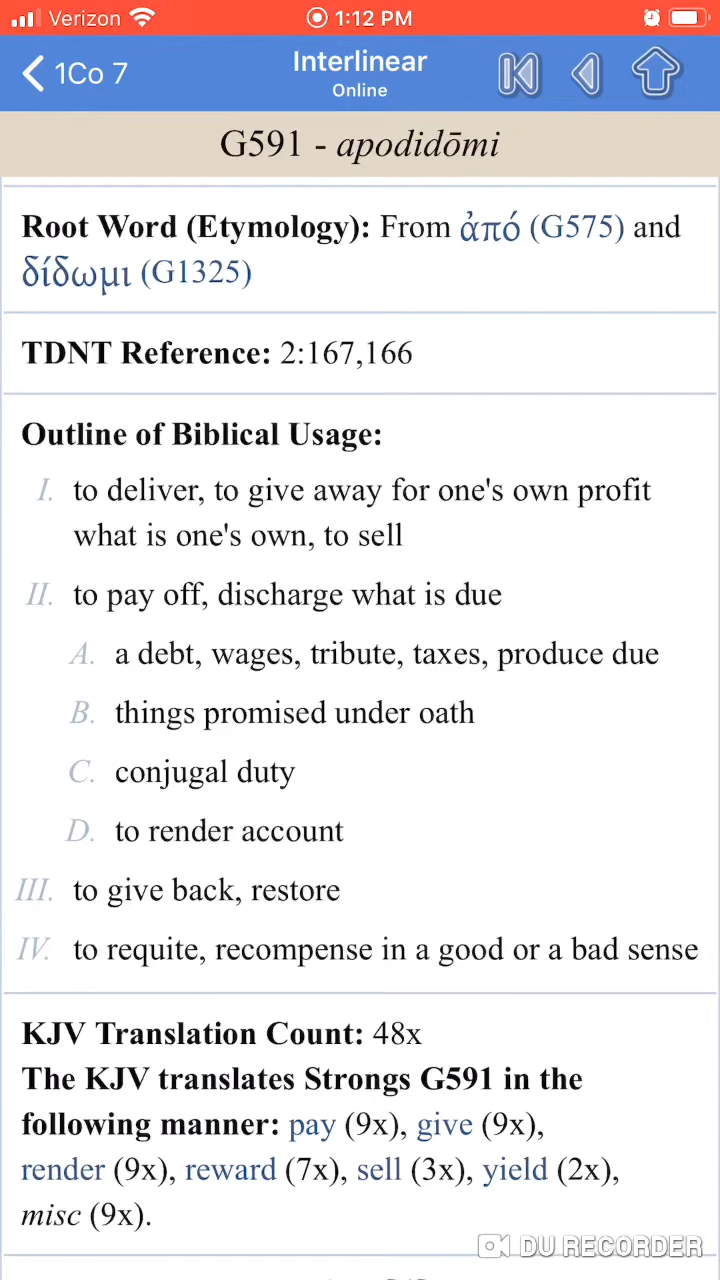 Verizon 1:12 PM
1Co 7
Interlinear
Online
G591 - apodidōmi
Root Word (Etymology): From ἀπό (G575) and
δίδωμι (G1325)
TDNT Reference: 2:167,166
Outline of Biblical Usage:
I. to deliver, to give away for one's own profit
what is one's own, to sell
II. to pay off, discharge what is due
A. a debt, wages, tribute, taxes, produce due
B. things promised under oath
C. conjugal duty
D. to render account
III. to give back, restore
IV. to requite, recompense in a good or a bad sense
KJV Translation Count: 48x
The KJV translates Strongs G591 in the
following manner: pay (9x), give (9x),
render (9x), reward (7x), sell (3x), yield (2x),
misc (9x).
DU RECORDER